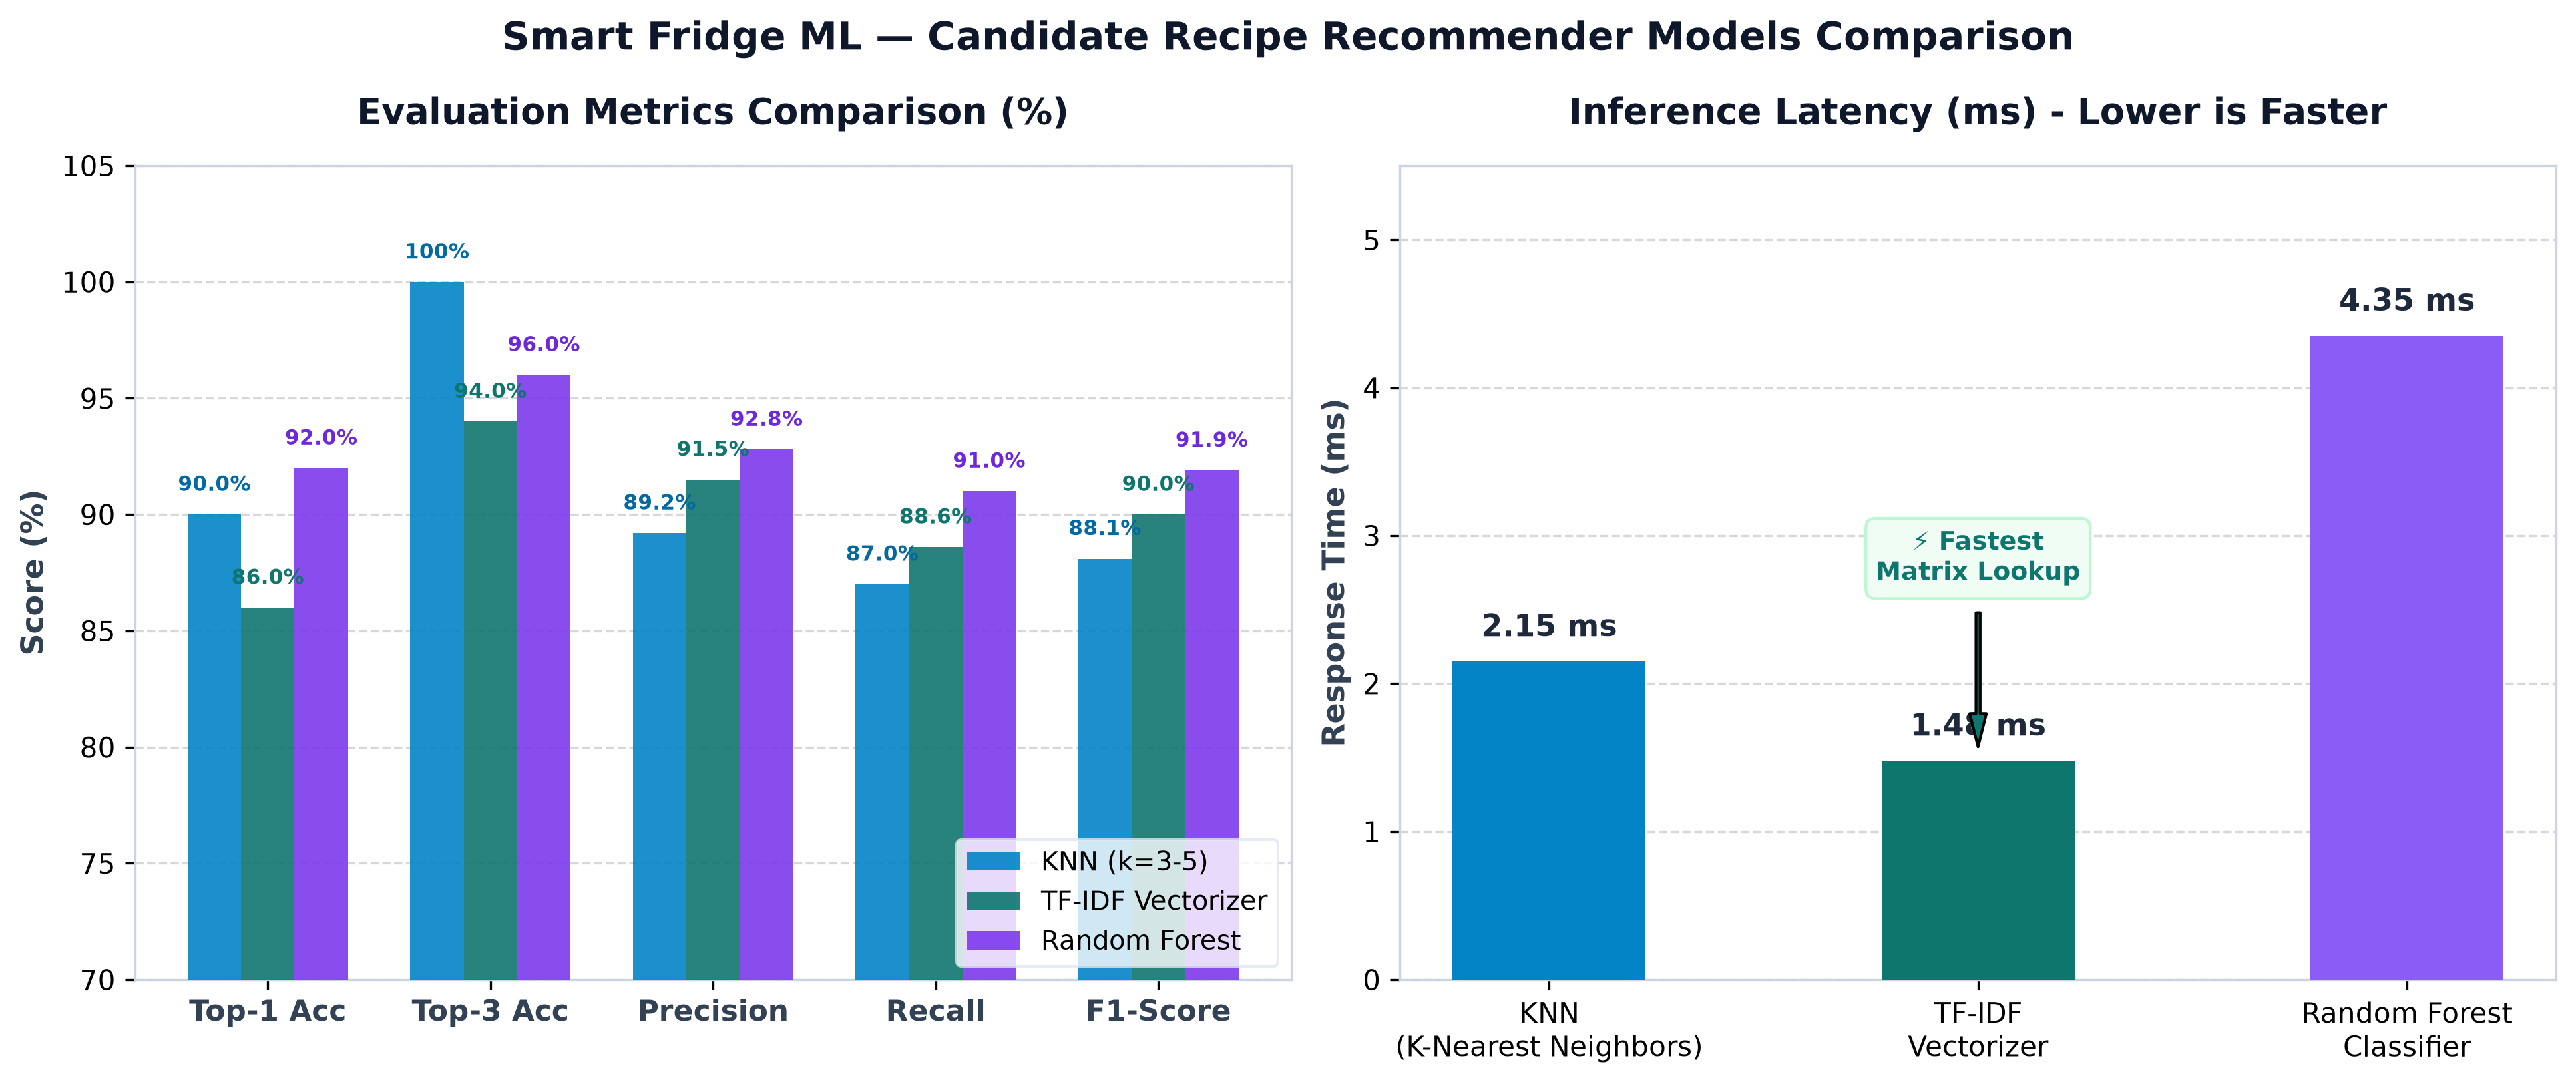 Smart Fridge ML — Candidate Recipe Recommender Models Comparison
Evaluation Metrics Comparison (%)
Score (%)
105
100
95
90
85
80
75
70
90.0%
86.0%
92.0%
100%
94.0%
96.0%
89.2%
91.5%
92.8%
87.0%
88.6%
91.0%
88.1%
90.0%
91.9%
KNN (k=3-5)
TF-IDF Vectorizer
Random Forest
Top-1 Acc
Top-3 Acc
Precision
Recall
F1-Score
Inference Latency (ms) - Lower is Faster
Response Time (ms)
5
4
3
2
1
0
2.15 ms
⚡ Fastest
Matrix Lookup
1.48 ms
4.35 ms
KNN
(K-Nearest Neighbors)
TF-IDF
Vectorizer
Random Forest
Classifier